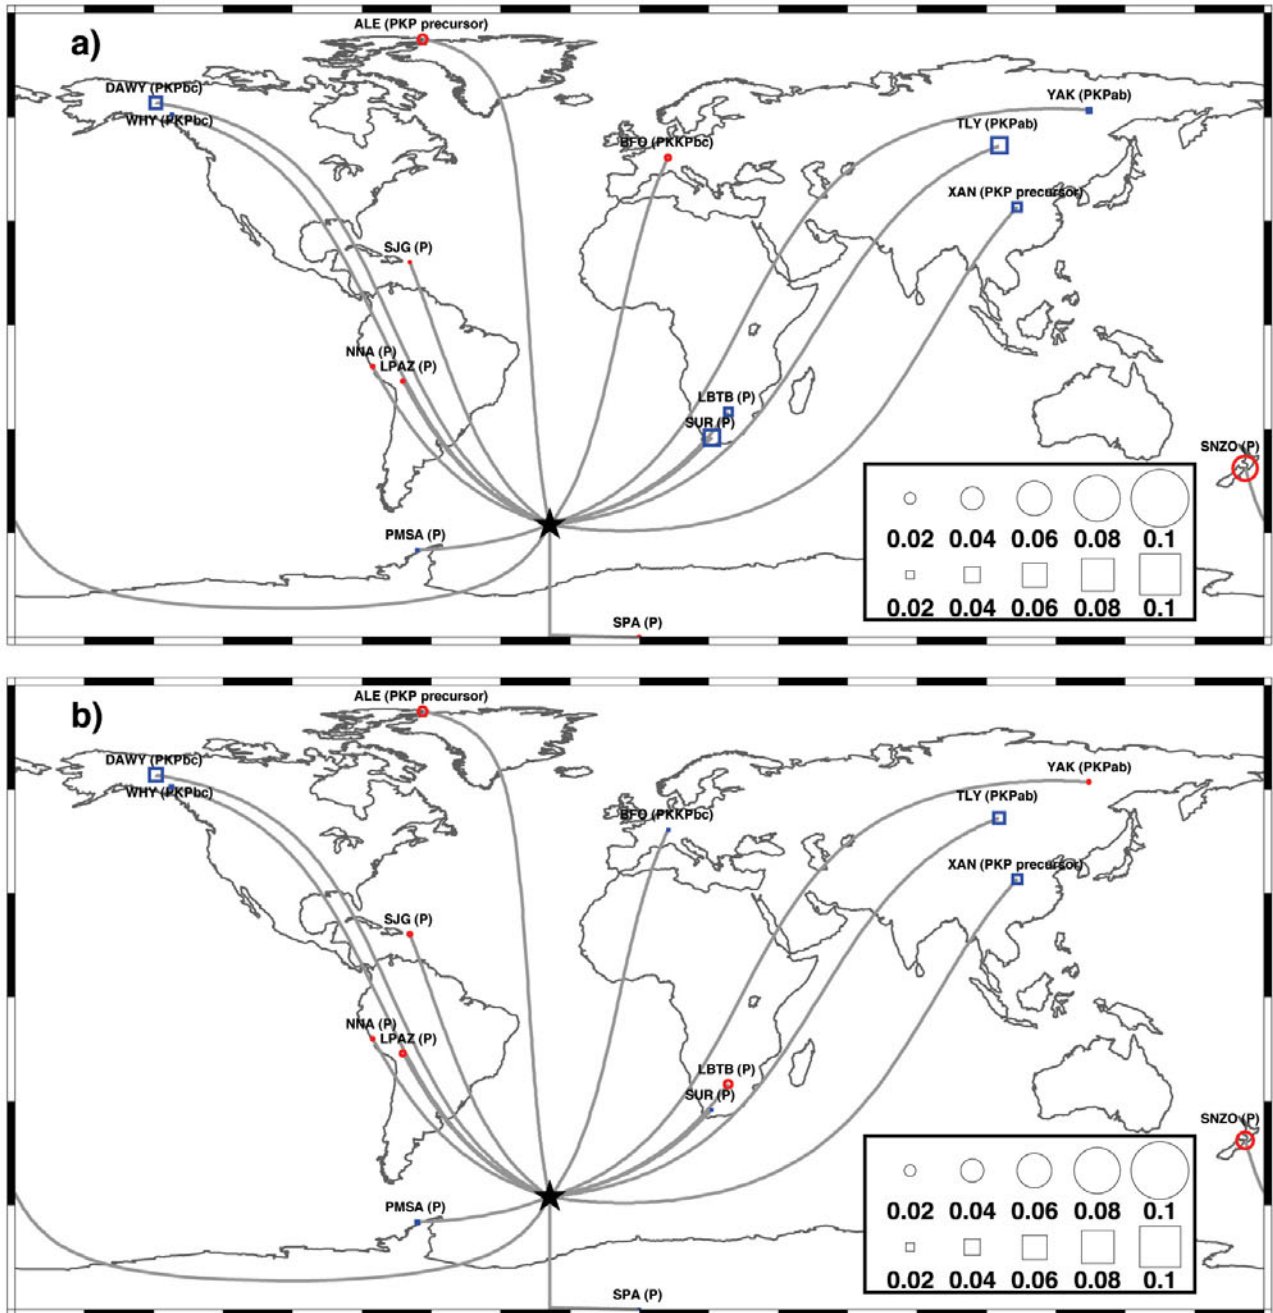 a)
ALE (PKP precursor)
DAWY (PKPbc)
WHY (PKPbc)
BFO (PKKPbc)
YAK (PKPab)
TLY (PKPab)
XAN (PKP precursor)
SJG (P)
NNA (P)
LPAZ (P)
LBTB (P)
SUR (P)
SNZO (P)
PMSA (P)
SPA (P)
0.02 0.04 0.06 0.08 0.1
0.02 0.04 0.06 0.08 0.1
b)
ALE (PKP precursor)
DAWY (PKPbc)
WHY (PKPbc)
BFO (PKKPbc)
YAK (PKPab)
TLY (PKPab)
XAN (PKP precursor)
SJG (P)
NNA (P)
LPAZ (P)
LBTB (P)
SUR (P)
SNZO (P)
PMSA (P)
SPA (P)
0.02 0.04 0.06 0.08 0.1
0.02 0.04 0.06 0.08 0.1